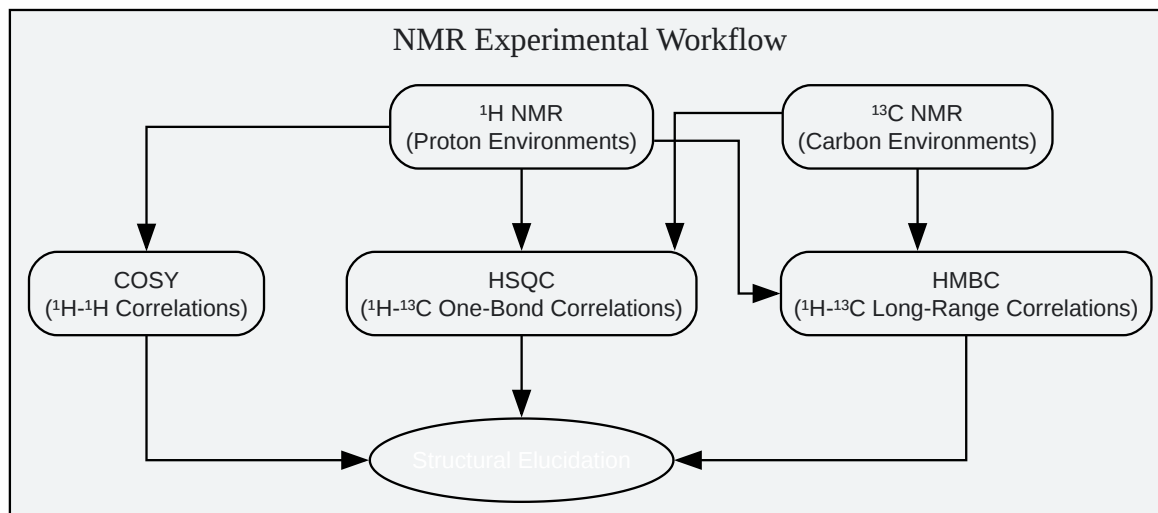 NMR Experimental Workflow
¹H NMR
(Proton Environments)
¹³C NMR
(Carbon Environments)
COSY
(¹H-¹H Correlations)
HSQC
(¹H-¹³C One-Bond Correlations)
HMBC
(¹H-¹³C Long-Range Correlations)
Structural Elucidation